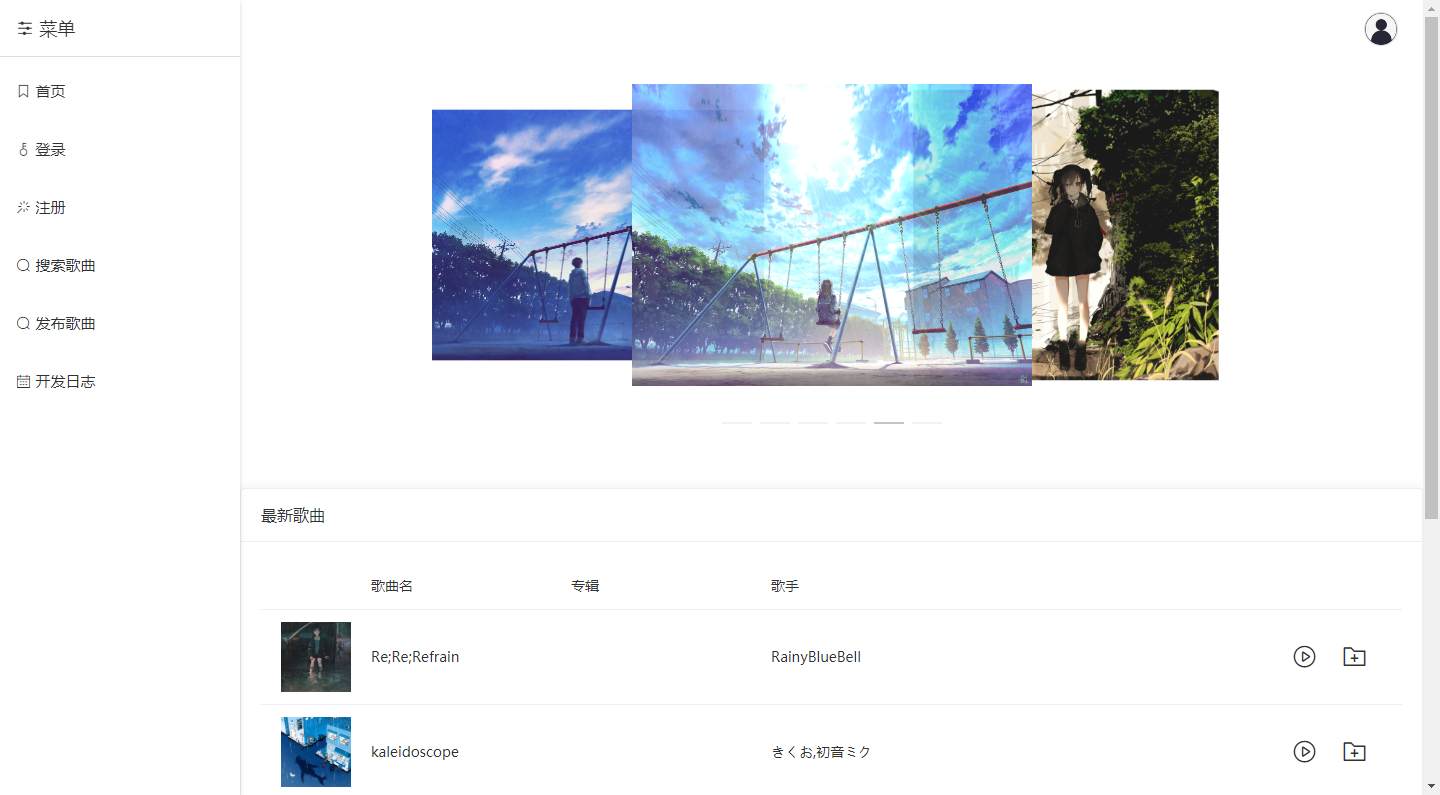 菜单
首页
登录
注册
搜索歌曲
发布歌曲
开发日志
最新歌曲
歌曲名 专辑 歌手
Re;Re;Refrain RainyBlueBell
kaleidoscope きくお,初音ミク